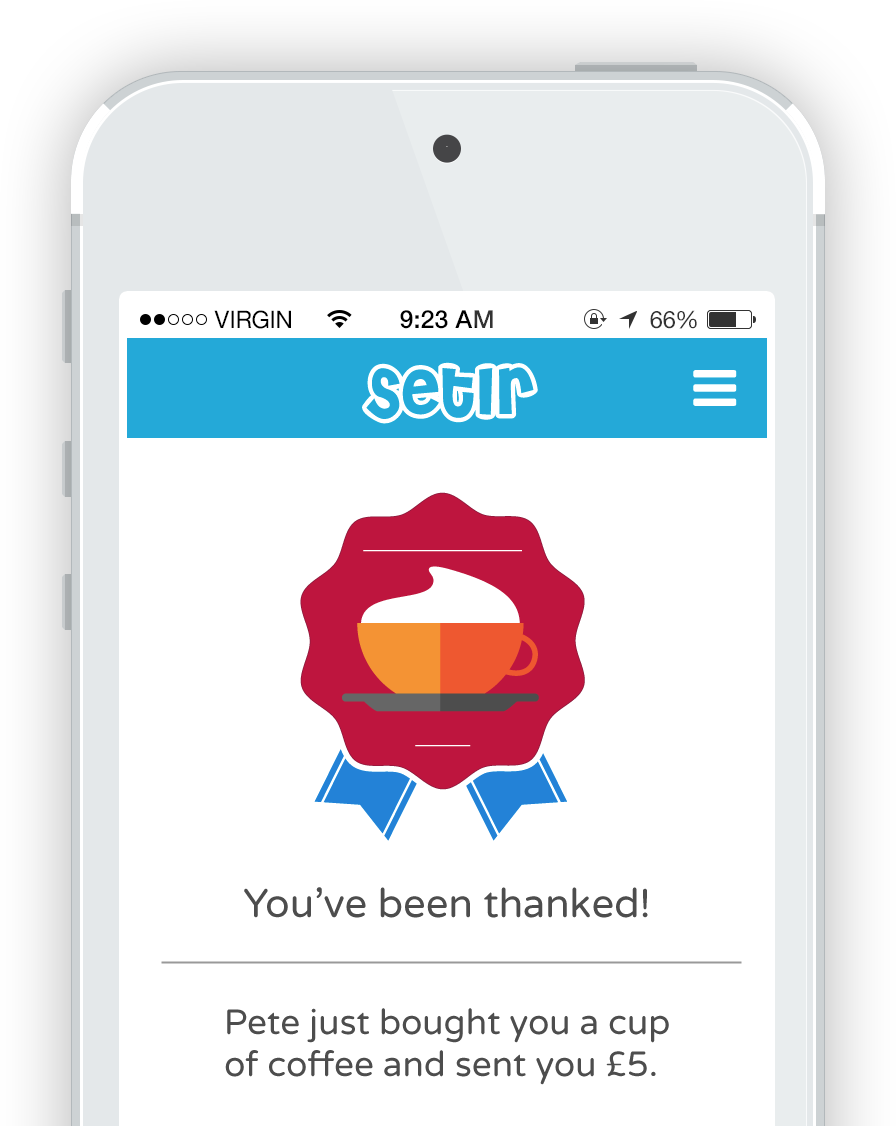 VIRGIN 9:23 AM 66%
setir
You've been thanked!
Pete just bought you a cup
of coffee and sent you £5.